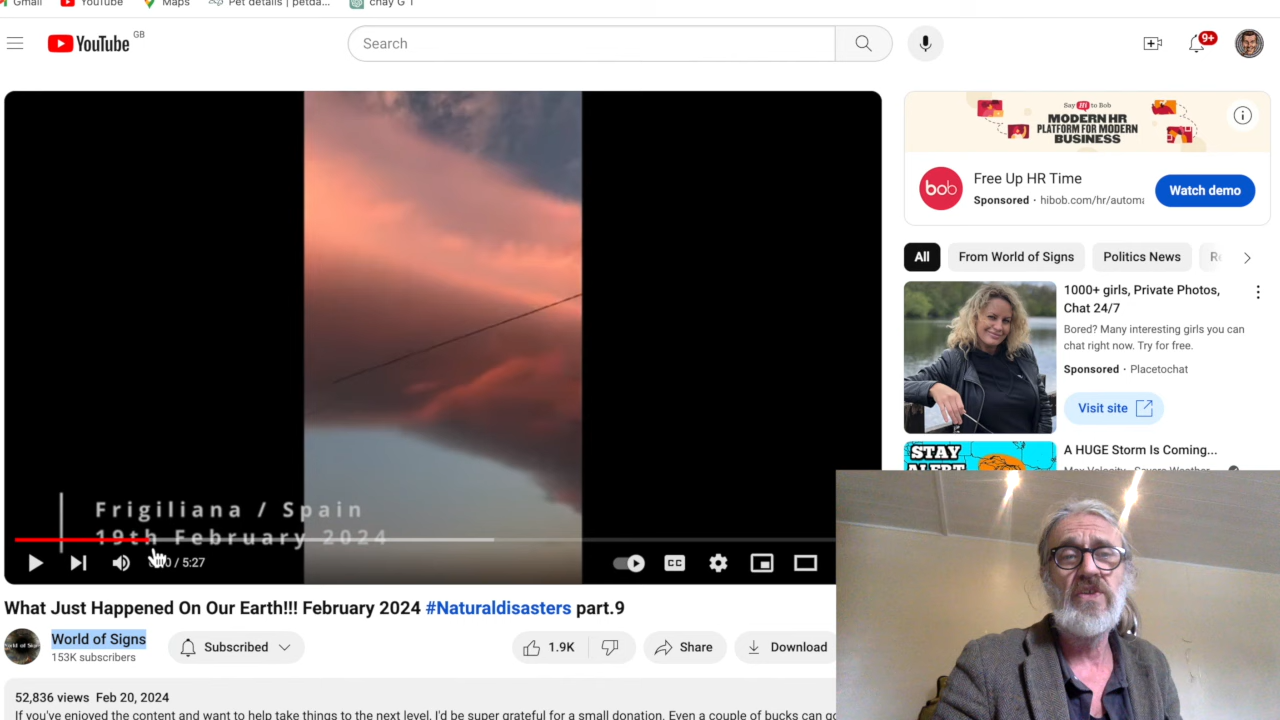 Gmail
YouTube
Maps
Pet details | petda...
chay G T
YouTube GB
Search
9+
Frigiliana / Spain
19th February 2024
/ 5:27
CC
What Just Happened On Our Earth!!! February 2024 #Naturaldisasters part.9
World of Signs
153K subscribers
Subscribed
1.9K
Share
Download
52,836 views Feb 20, 2024
If you've enjoyed the content and want to help take things to the next level, I'd be super grateful for a small donation. Even a couple of bucks can go
Say hi to Bob
MODERN HR
PLATFORM FOR MODERN
BUSINESS
bob
Free Up HR Time
Sponsored · hibob.com/hr/automa
Watch demo
All
From World of Signs
Politics News
1000+ girls, Private Photos,
Chat 24/7
Bored? Many interesting girls you can
chat right now. Try for free.
Sponsored · Placetochat
Visit site
STAY
ALERT
A HUGE Storm Is Coming...